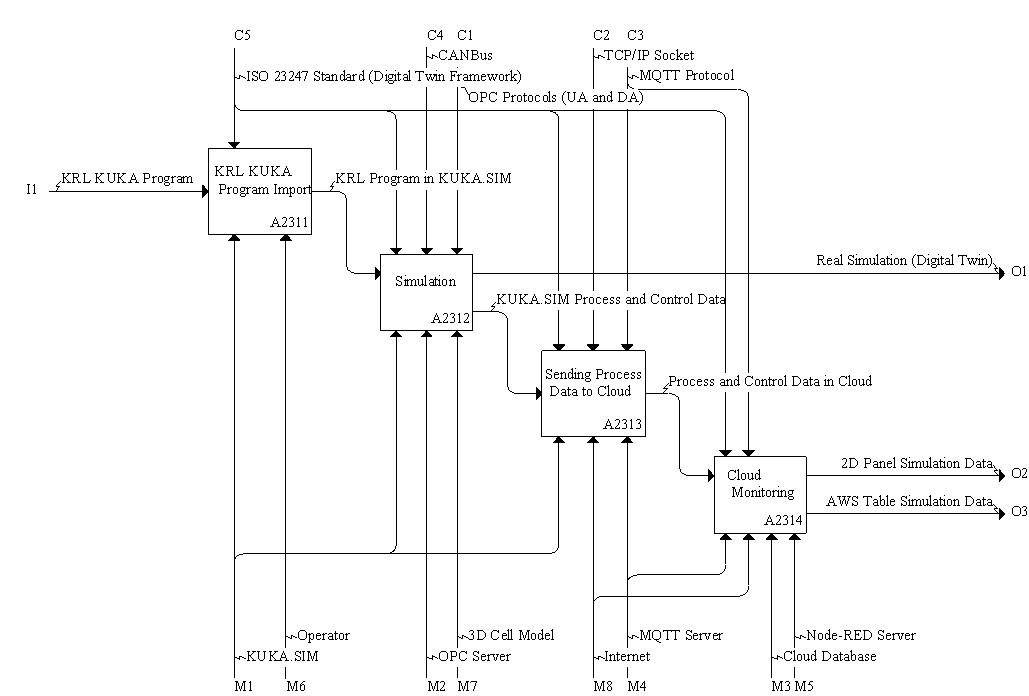 C5
C4 C1
C2 C3
CANBus
TCP/IP Socket
ISO 23247 Standard (Digital Twin Framework)
MQTT Protocol
OPC Protocols (UA and DA)
I1
KRL KUKA Program
KRL KUKA
Program Import
A2311
KRL Program in KUKA.SIM
Real Simulation (Digital Twin)
O1
Simulation
A2312
KUKA.SIM Process and Control Data
Sending Process
Data to Cloud
A2313
Process and Control Data in Cloud
Cloud
Monitoring
A2314
2D Panel Simulation Data
O2
AWS Table Simulation Data
O3
Operator
3D Cell Model
MQTT Server
Node-RED Server
KUKA.SIM
OPC Server
Internet
Cloud Database
M1 M6
M2 M7
M8 M4
M3 M5